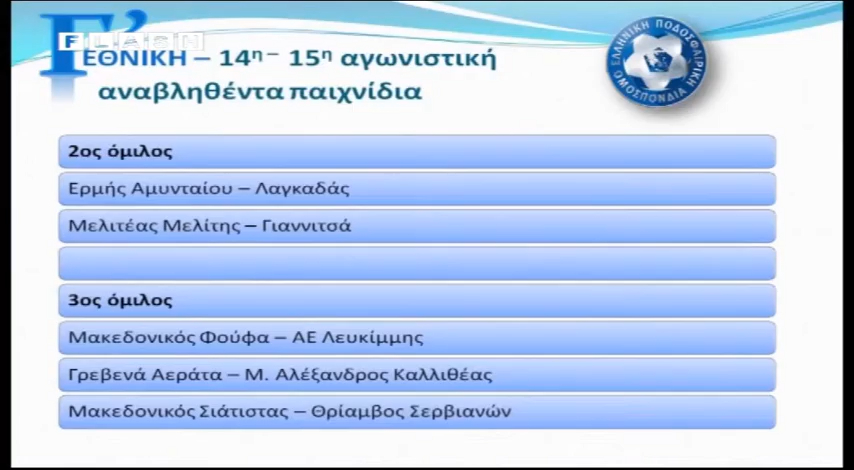 FLASH
Γ' ΕΘΝΙΚΗ – 14η – 15η αγωνιστική
αναβληθέντα παιχνίδια
ΕΛΛΗΝΙΚΗ ΠΟΔΟΣΦΑΙΡΙΚΗ ΟΜΟΣΠΟΝΔΙΑ
2ος όμιλος
Ερμής Αμυνταίου – Λαγκαδάς
Μελιτέας Μελίτης – Γιαννιτσά
3ος όμιλος
Μακεδονικός Φούφα – ΑΕ Λευκίμμης
Γρεβενά Αεράτα – Μ. Αλέξανδρος Καλλιθέας
Μακεδονικός Σιάτιστας – Θρίαμβος Σερβιανών